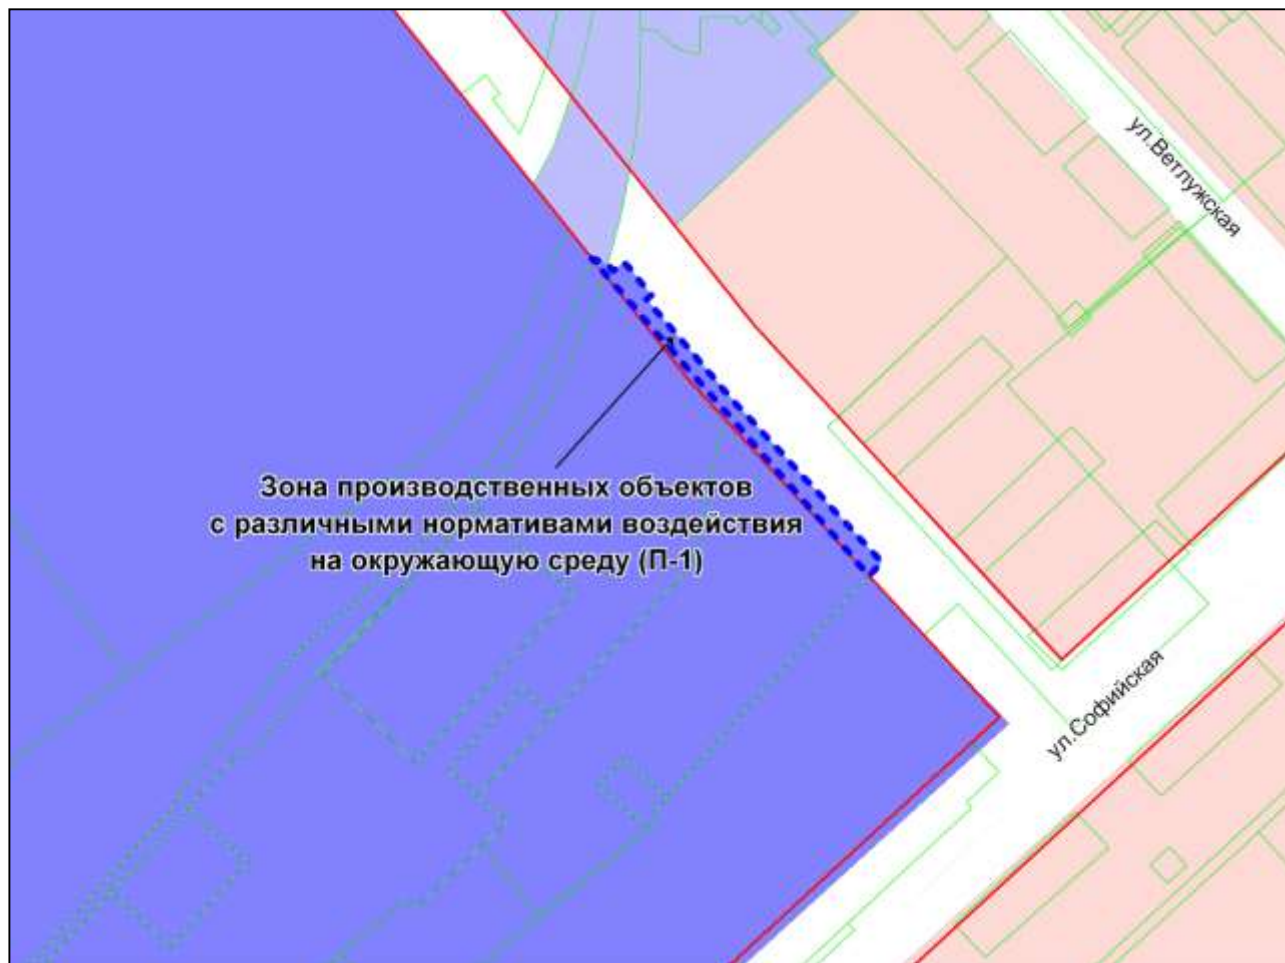 ул.Ветлужская
Зона производственных объектов
с различными нормативами воздействия
на окружающую среду (П-1)
ул.Софийская